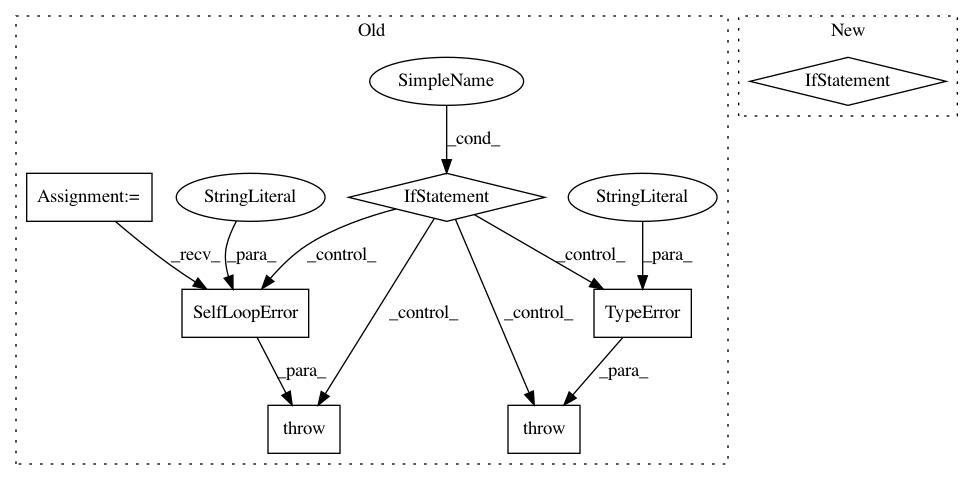 Old
New
SimpleName
IfStatement
_cond_
Assignment:=
StringLiteral
IfStatement
StringLiteral
_recv_
_para_
_control_
_control_
_para_
SelfLoopError
TypeError
_control_
_control_
_para_
_para_
throw
throw